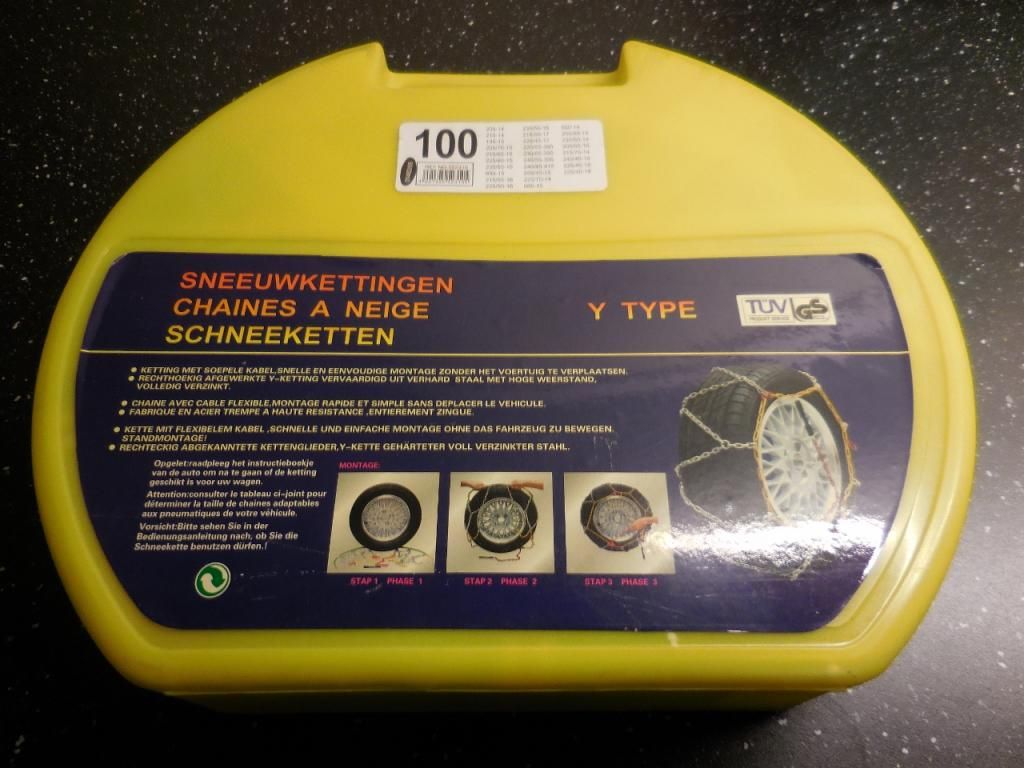 100
SNEEUWKETTINGEN
CHAINES A NEIGE
SCHNEEKETTEN
Y TYPE
TÜV
PRODUCT SERVICE
GS
● KETTING MET SOEPELE KABEL,SNELLE EN EENVOUDIGE MONTAGE ZONDER HET VOERTUIG TE VERPLAATSEN.
● RECHTHOEKIG AFGEWERKTE Y-KETTING VERVAARDIGD UIT VERHARD STAAL MET HOGE WEERSTAND,
VOLLEDIG VERZINKT.
● CHAINE AVEC CABLE FLEXIBLE,MONTAGE RAPIDE ET SIMPLE SANS DEPLACER LE VEHICULE.
● FABRIQUE EN ACIER TREMPE A HAUTE RESISTANCE ,ENTIEREMENT ZINGUE.
● KETTE MIT FLEXIBELEM KABEL ,SCHNELLE UND EINFACHE MONTAGE OHNE DAS FAHRZEUG ZU BEWEGEN.
STANDMONTAGE!
● RECHTECKIG ABGEKANNTETE KETTENGLIEDER,Y-KETTE GEHÄRTETER VOLL VERZINKTER STAHL.
Opgelet:raadpleeg het instructieboekje
van de auto om na te gaan of de ketting
geschikt is voor uw wagen.
Attention:consulter le tableau ci-joint pour
déterminer la taille de chaines adaptables
aux pneumatiques de votre véhicule.
Vorsicht:Bitte sehen Sie in der
Bedienungsanleitung nach, ob Sie die
Schneekette benutzen dürfen.!
MONTAGE:
STAP 1 PHASE 1
STAP 2 PHASE 2
STAP 3 PHASE 3